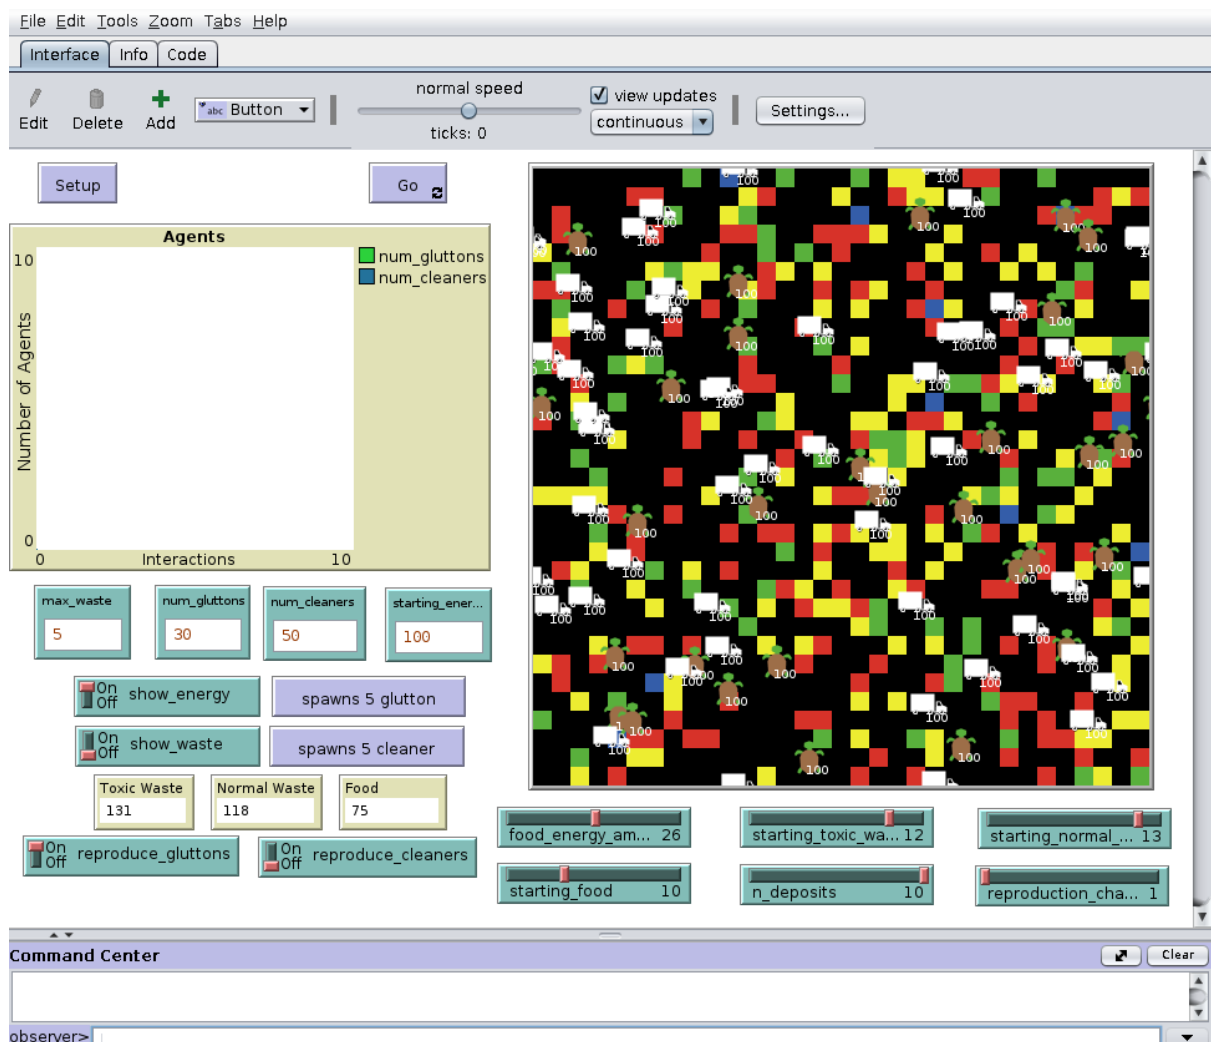 File Edit Tools Zoom Tabs Help
Interface Info Code
Edit Delete Add abc Button
normal speed
ticks: 0
view updates
continuous
Settings...
Setup
Go
Agents
10
Number of Agents
0
0 Interactions 10
num_gluttons
num_cleaners
max_waste
5
num_gluttons
30
num_cleaners
50
starting_ener...
100
On
Off
show_energy
spawns 5 glutton
On
Off
show_waste
spawns 5 cleaner
Toxic Waste
131
Normal Waste
118
Food
75
On
Off
reproduce_gluttons
On
Off
reproduce_cleaners
food_energy_am... 26
starting_toxic_wa... 12
starting_normal_... 13
starting_food 10
n_deposits 10
reproduction_cha... 1
Command Center
Clear
observer>